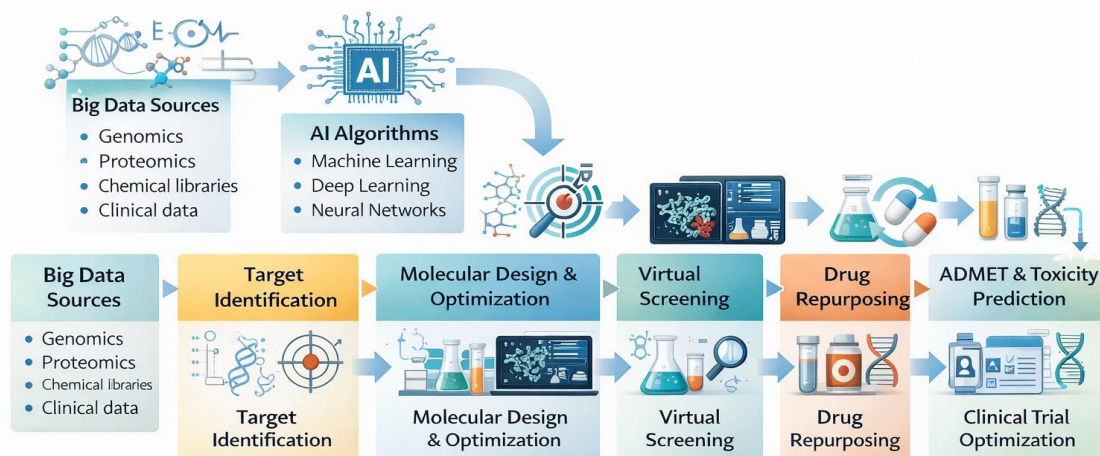 Big Data Sources
• Genomics
• Proteomics
• Chemical libraries
• Clinical data
AI
AI Algorithms
• Machine Learning
• Deep Learning
• Neural Networks
Big Data
Sources
• Genomics
• Proteomics
• Chemical libraries
• Clinical data
Target
Identification
Target
Identification
Molecular Design &
Optimization
Molecular Design
& Optimization
Virtual
Screening
Virtual
Screening
Drug
Repurposing
Drug
Repurposing
ADMET & Toxicity
Prediction
Clinical Trial
Optimization